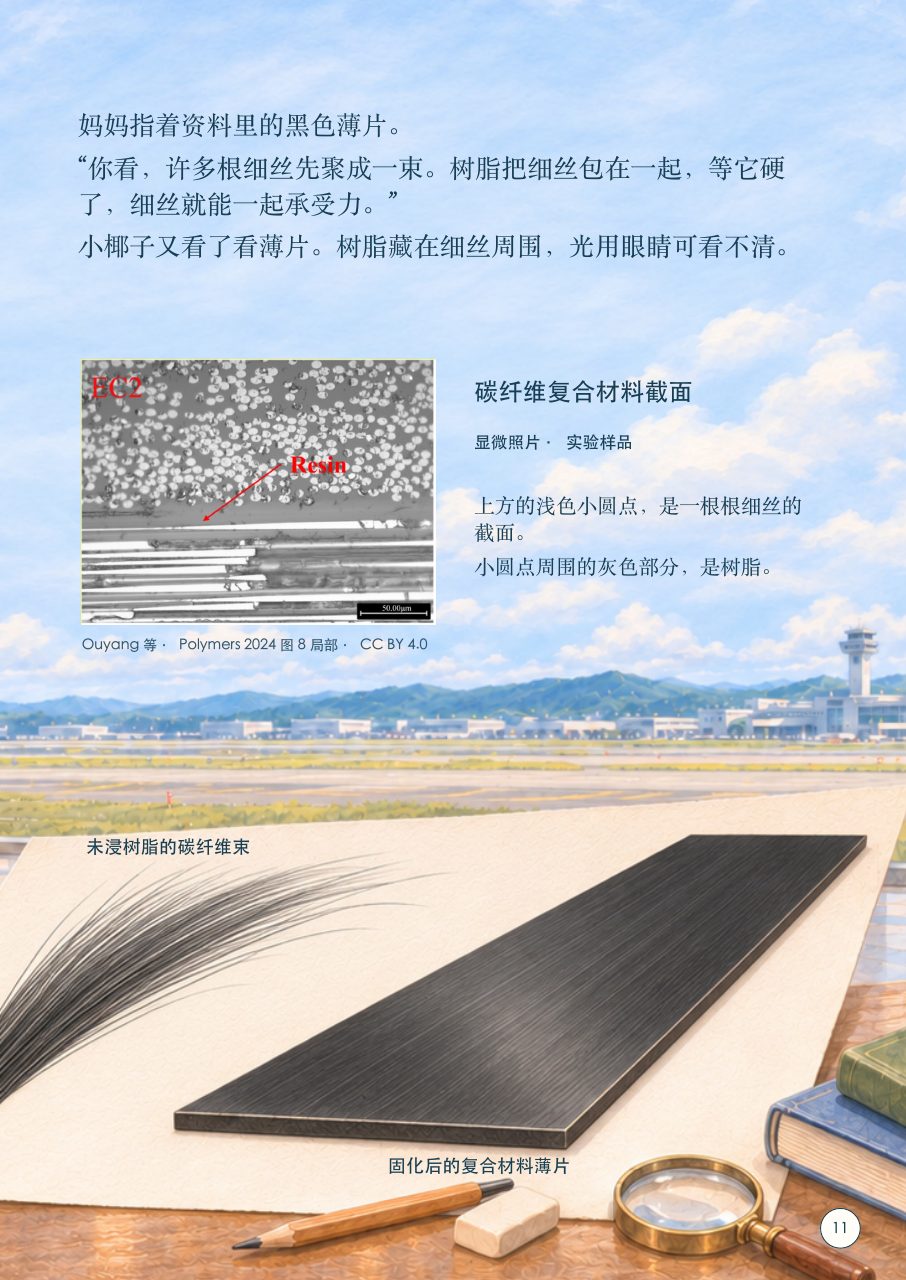 妈妈指着资料里的黑色薄片。
“你看，许多根细丝先聚成一束。树脂把细丝包在一起，等它硬
了，细丝就能一起承受力。”
小椰子又看了看薄片。树脂藏在细丝周围，光用眼睛可看不清。
EC2
Resin
50.00μm
Ouyang 等 · Polymers 2024 图 8 局部 · CC BY 4.0
碳纤维复合材料截面
显微照片 · 实验样品
上方的浅色小圆点，是一根根细丝的
截面。
小圆点周围的灰色部分，是树脂。
未浸树脂的碳纤维束
固化后的复合材料薄片
11